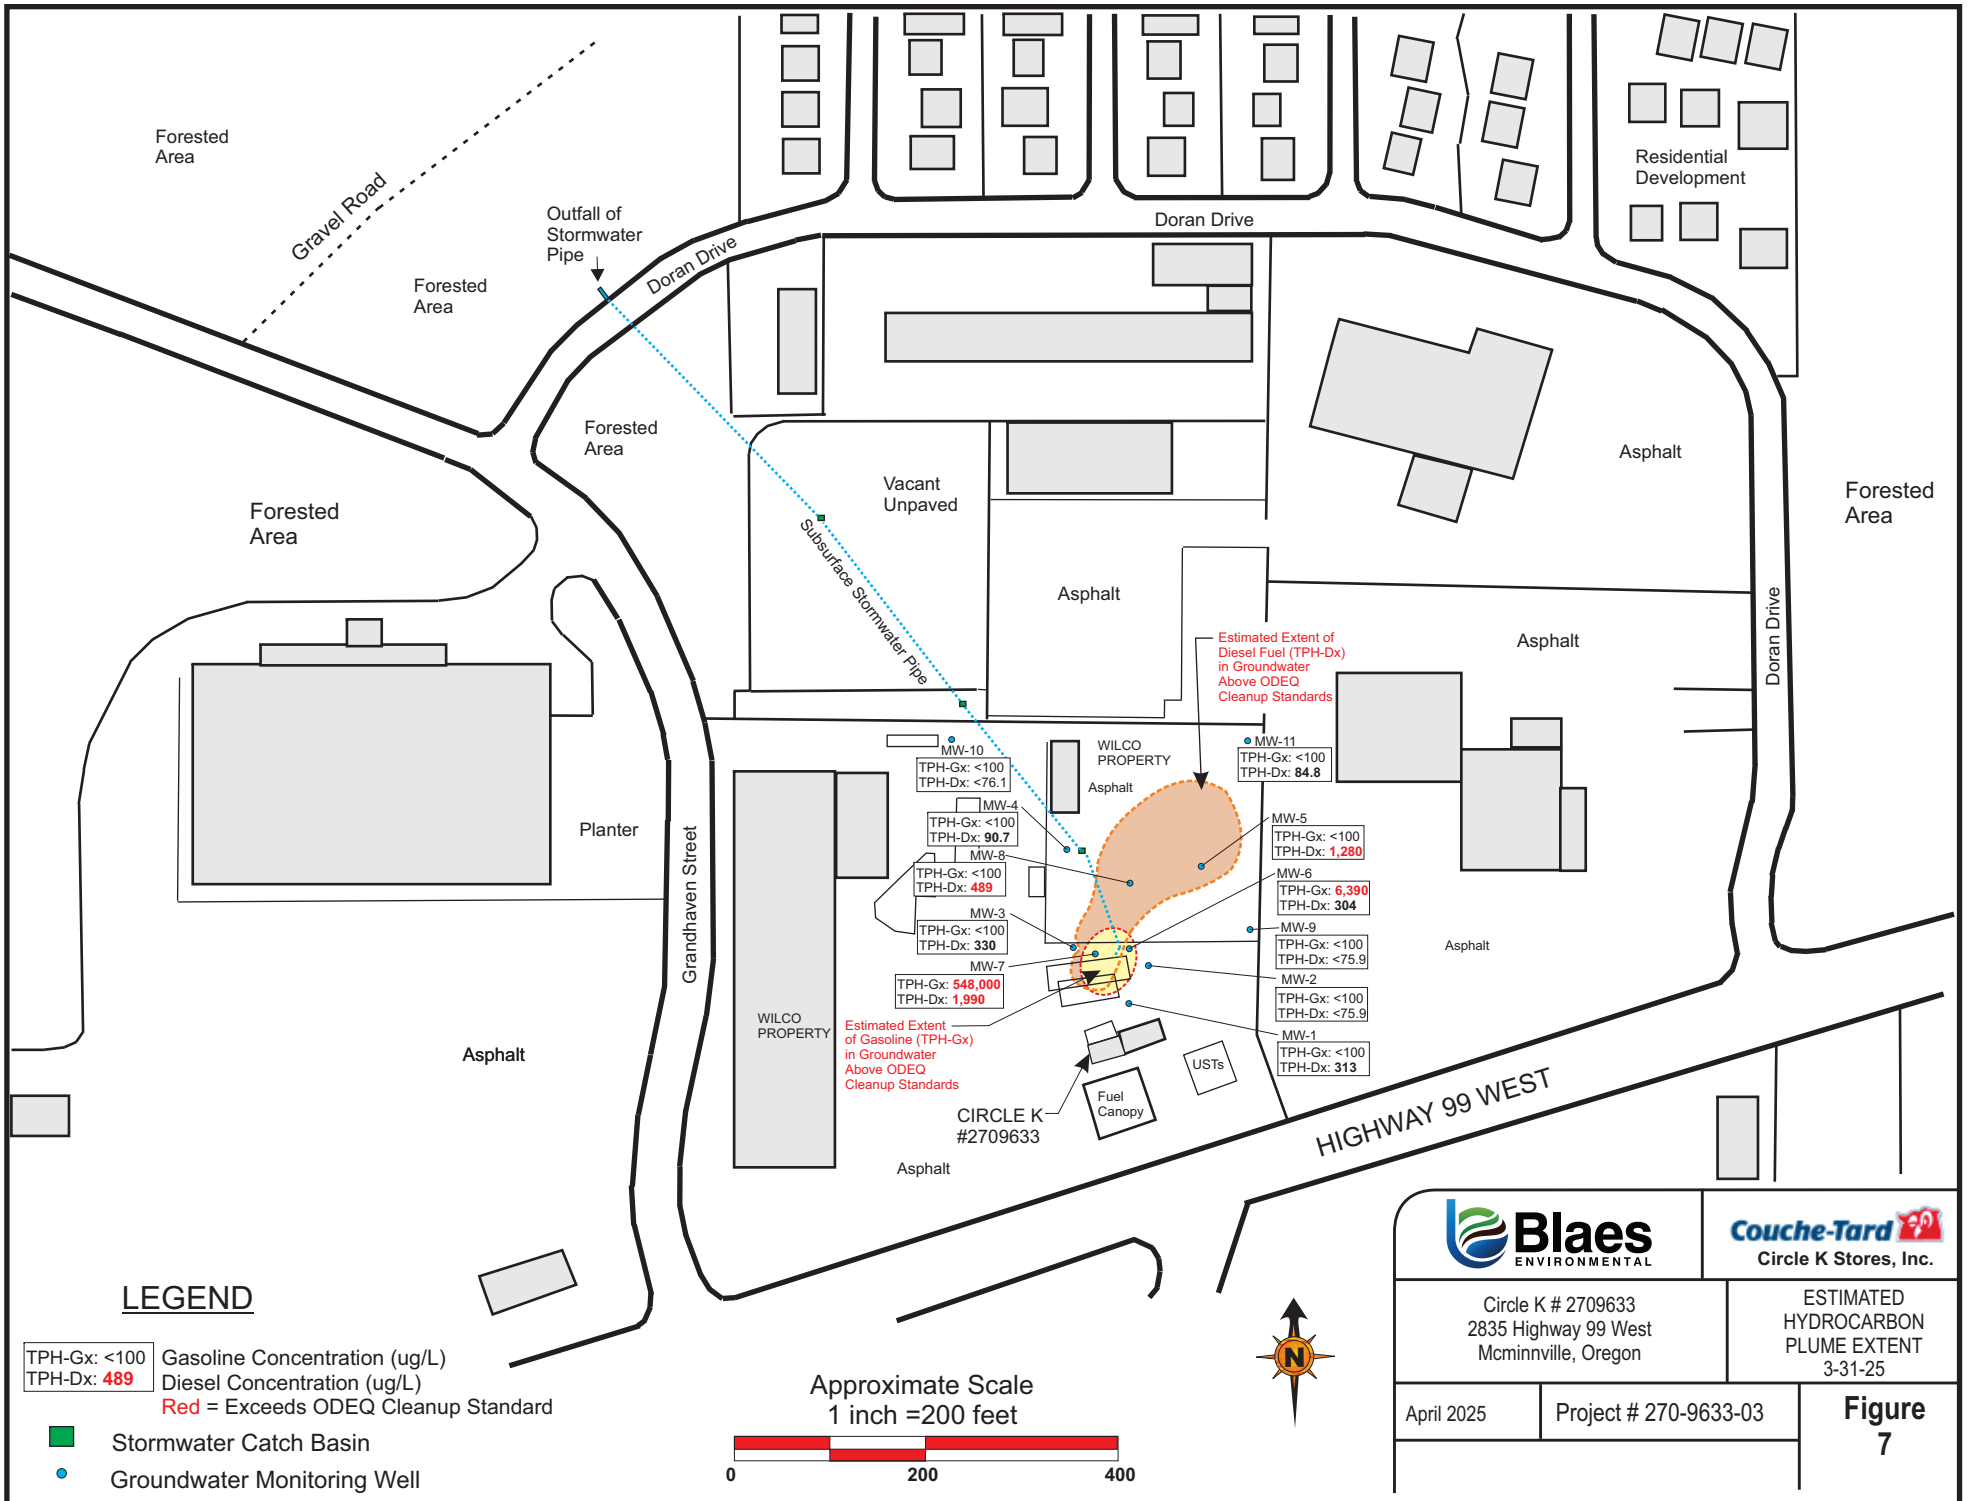 Forested
Area
Gravel Road
Outfall of
Stormwater
Pipe
Forested
Area
Doran Drive
Doran Drive
Residential
Development
Forested
Area
Forested
Area
Vacant
Unpaved
Asphalt
Forested
Area
Subsurface Stormwater Pipe
Asphalt
Asphalt
Doran Drive
Estimated Extent of
Diesel Fuel (TPH-Dx)
in Groundwater
Above ODEQ
Cleanup Standards
Planter
Grandhaven Street
WILCO
PROPERTY
Asphalt
MW-10
TPH-Gx: <100
TPH-Dx: <76.1
MW-11
TPH-Gx: <100
TPH-Dx: 84.8
MW-4
TPH-Gx: <100
TPH-Dx: 90.7
MW-5
TPH-Gx: <100
TPH-Dx: 1,280
MW-8
TPH-Gx: <100
TPH-Dx: 489
MW-6
TPH-Gx: 6,390
TPH-Dx: 304
MW-3
TPH-Gx: <100
TPH-Dx: 330
MW-9
TPH-Gx: <100
TPH-Dx: <75.9
Asphalt
MW-7
TPH-Gx: 548,000
TPH-Dx: 1,990
MW-2
TPH-Gx: <100
TPH-Dx: <75.9
MW-1
TPH-Gx: <100
TPH-Dx: 313
WILCO
PROPERTY
Estimated Extent
of Gasoline (TPH-Gx)
in Groundwater
Above ODEQ
Cleanup Standards
Asphalt
USTs
Fuel
Canopy
CIRCLE K
#2709633
Asphalt
HIGHWAY 99 WEST
LEGEND
TPH-Gx: <100
TPH-Dx: 489
Gasoline Concentration (ug/L)
Diesel Concentration (ug/L)
Red = Exceeds ODEQ Cleanup Standard
Stormwater Catch Basin
Groundwater Monitoring Well
Approximate Scale
1 inch =200 feet
0 200 400
N
Blaes
ENVIRONMENTAL
Couche-Tard
Circle K Stores, Inc.
Circle K # 2709633
2835 Highway 99 West
Mcminnville, Oregon
ESTIMATED
HYDROCARBON
PLUME EXTENT
3-31-25
April 2025
Project # 270-9633-03
Figure
7